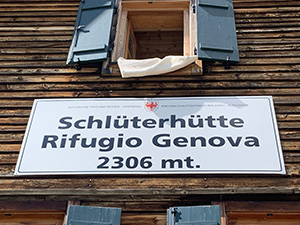 Schlüterhütte
Rifugio Genova
2306 mt.